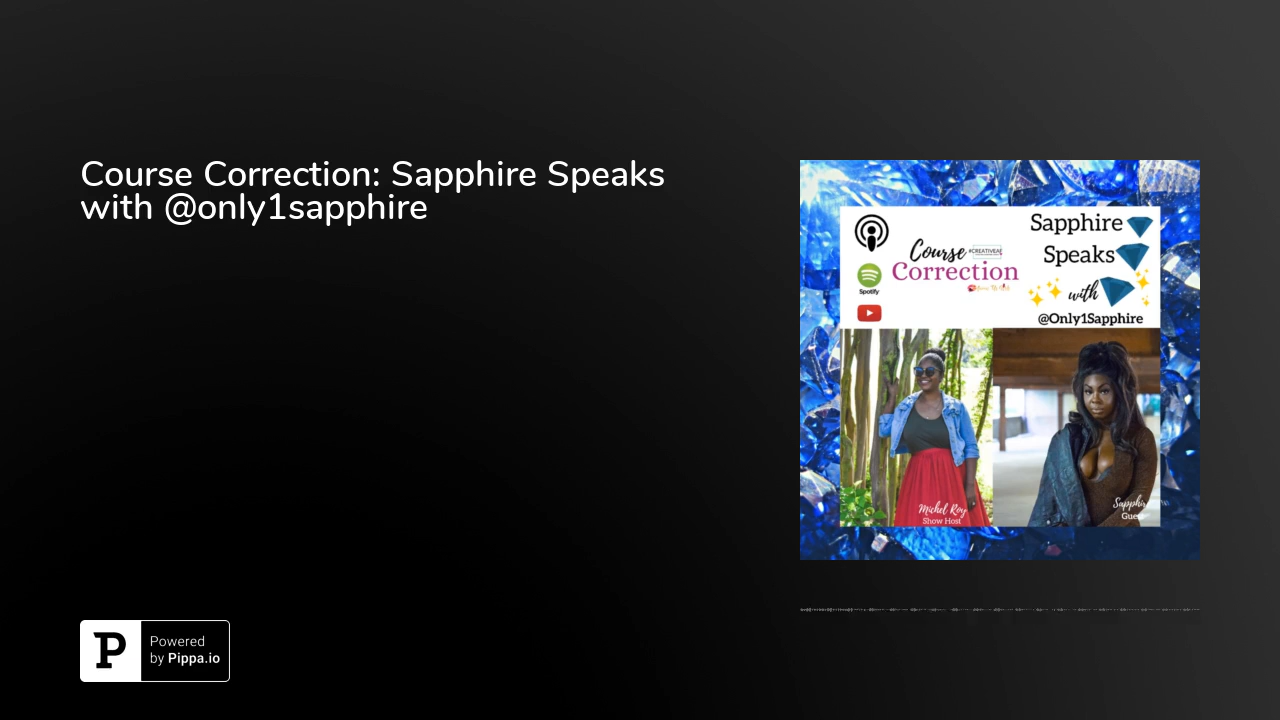 Course Correction: Sapphire Speaks
with @only1sapphire
Sapphire
Speaks
with
@Only1Sapphire
Course
#CREATIVEAF
Correction
Spotify
Michel Roy
Show Host
Powered
by Pippa.io
P